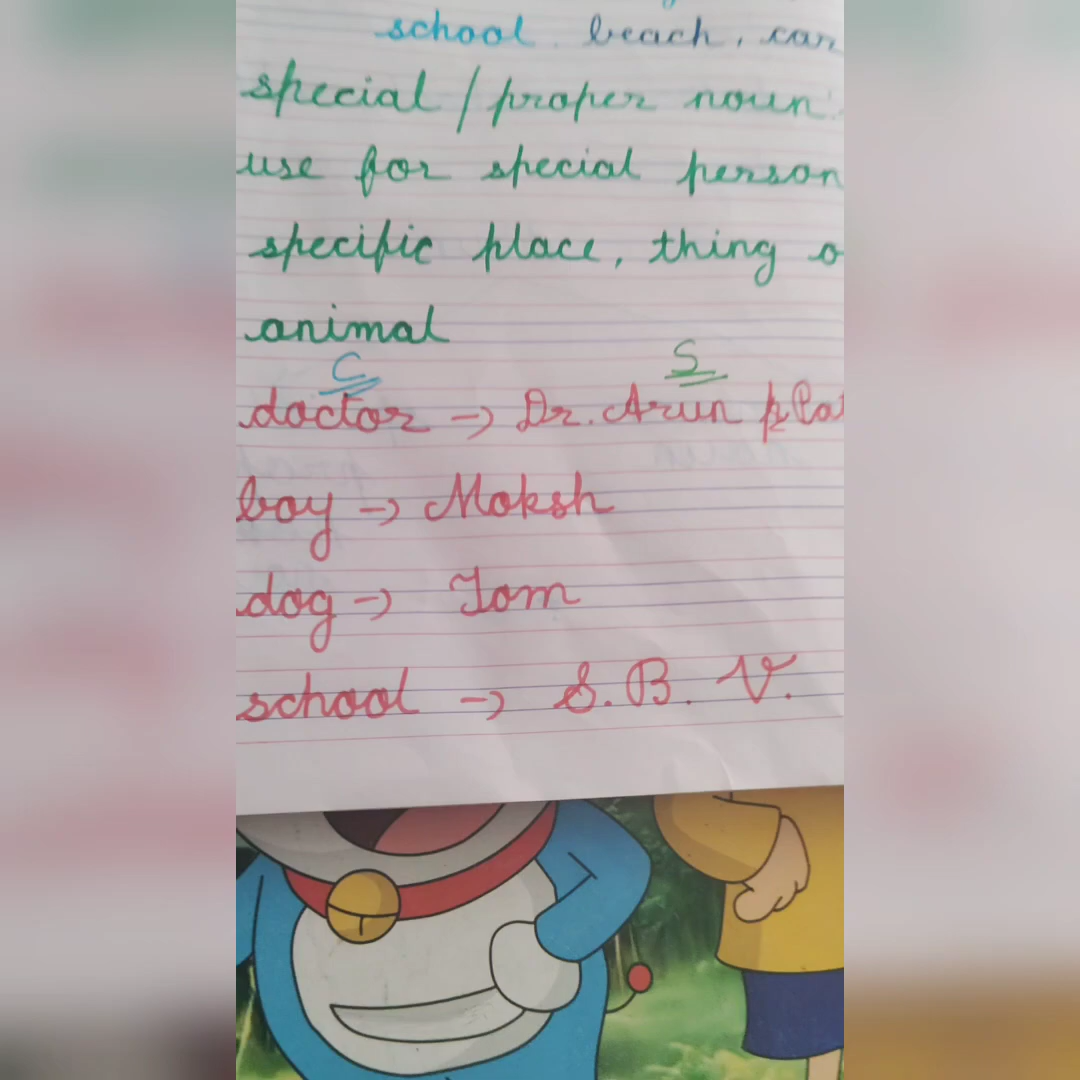 school. beach, car
special / proper noun:
use for special person
specific place, thing o
animal
C S
doctor → Dr. Arun
boy → Moksh
dog → Tom
school → S. B. V.